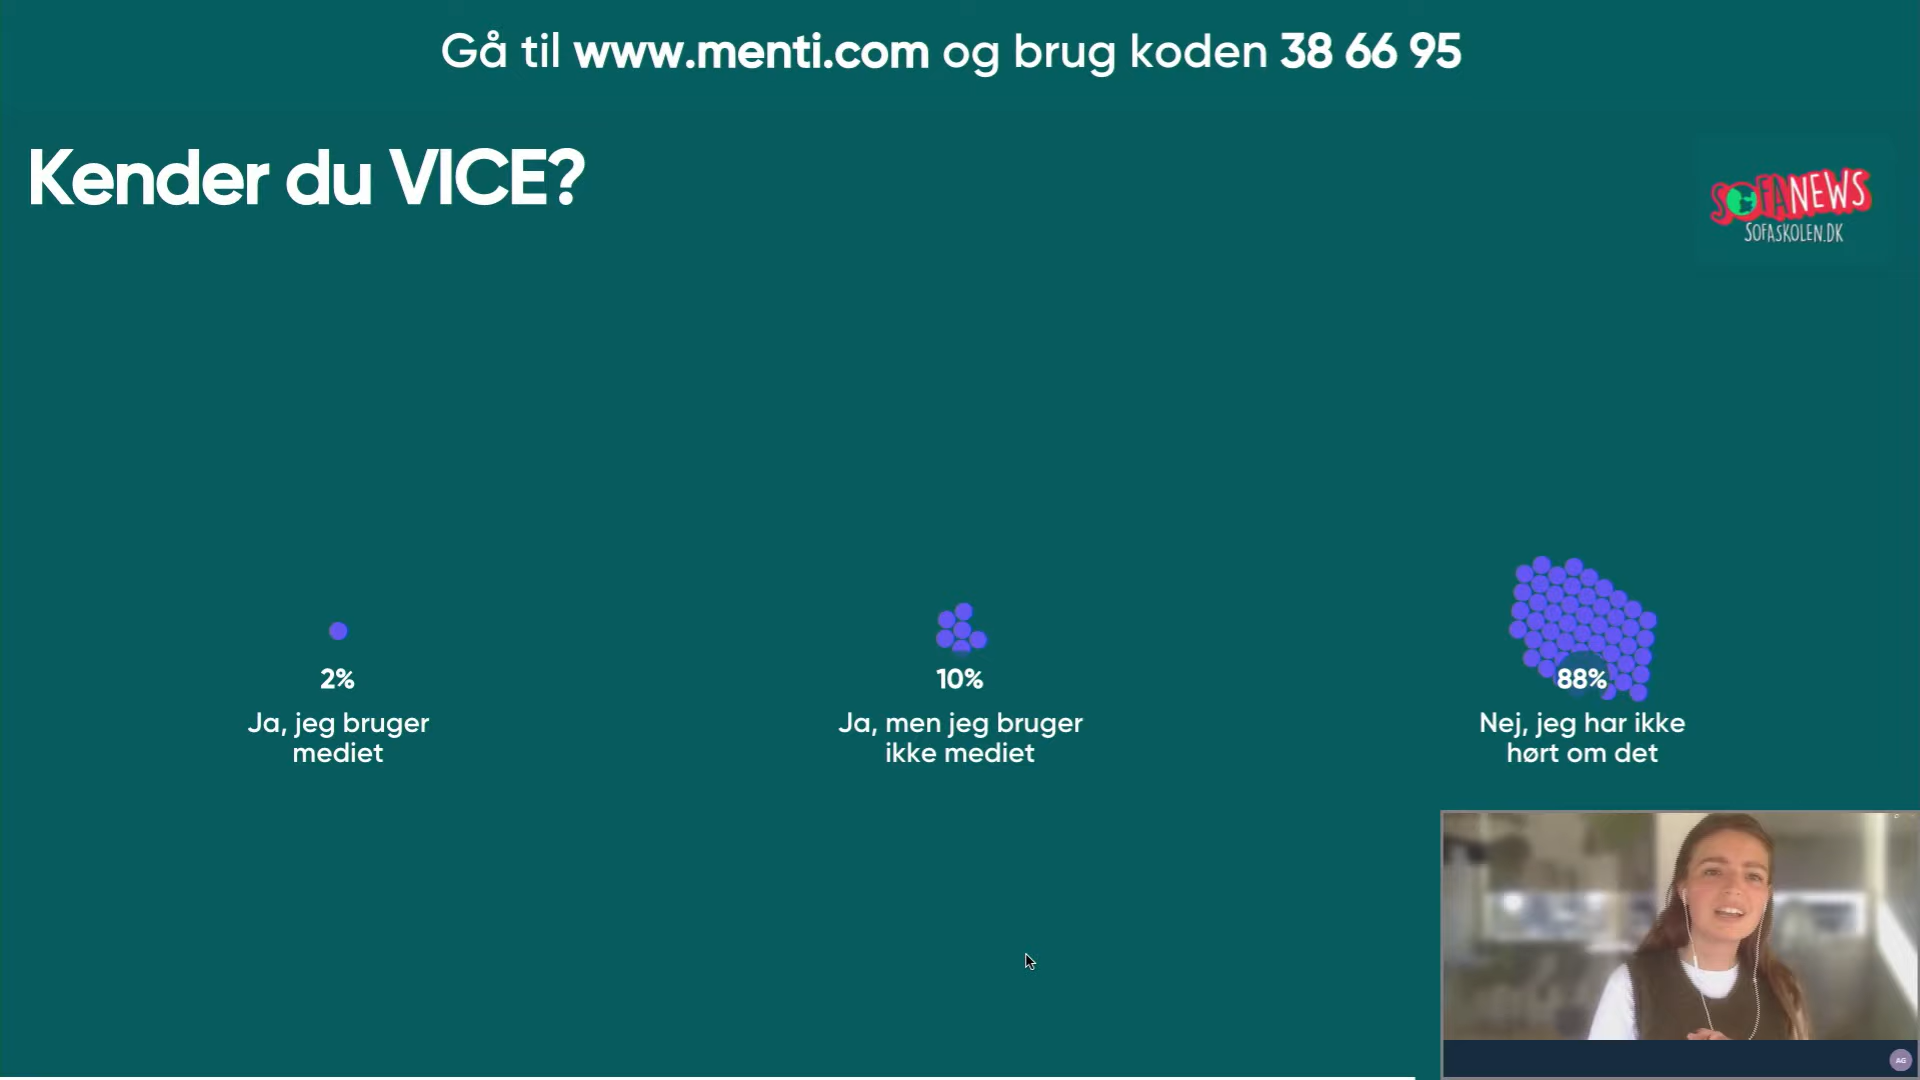 Gå til www.menti.com og brug koden 38 66 95
Kender du VICE?
SOFANEWS
SOFASKOLEN.DK
2%
Ja, jeg bruger
mediet
10%
Ja, men jeg bruger
ikke mediet
88%
Nej, jeg har ikke
hørt om det
AG